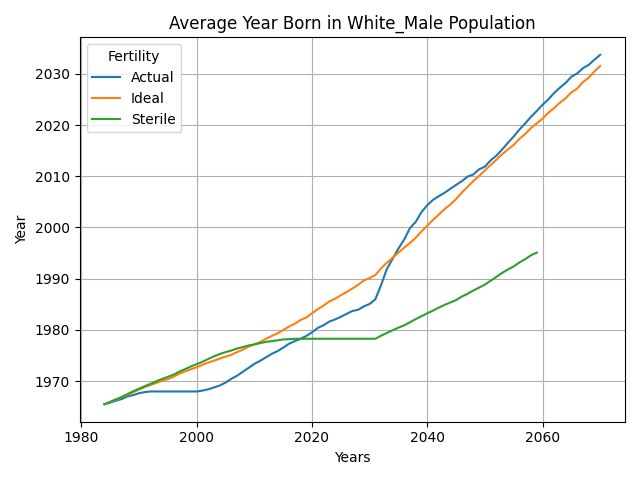 Average Year Born in White_Male Population
Fertility
Actual
Ideal
Sterile
2030
2020
2010
2000
1990
1980
1970
Year
1980
2000
2020
2040
2060
Years